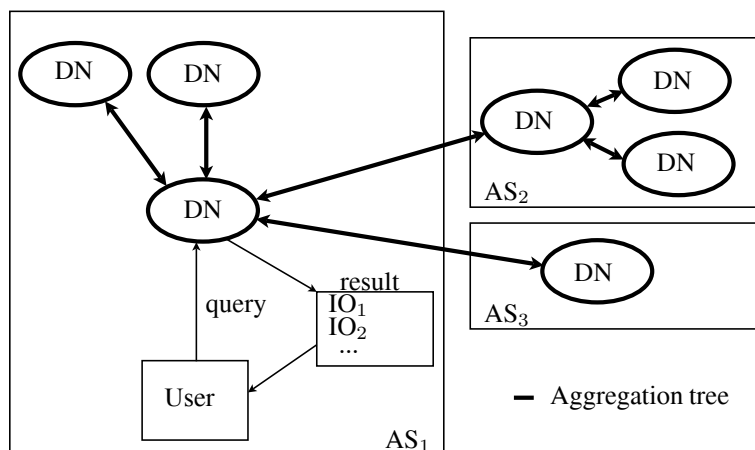 DN
DN
DN
DN
DN
DN
AS₂
DN
AS₃
query
result
IO₁
IO₂
...
User
AS₁
Aggregation tree